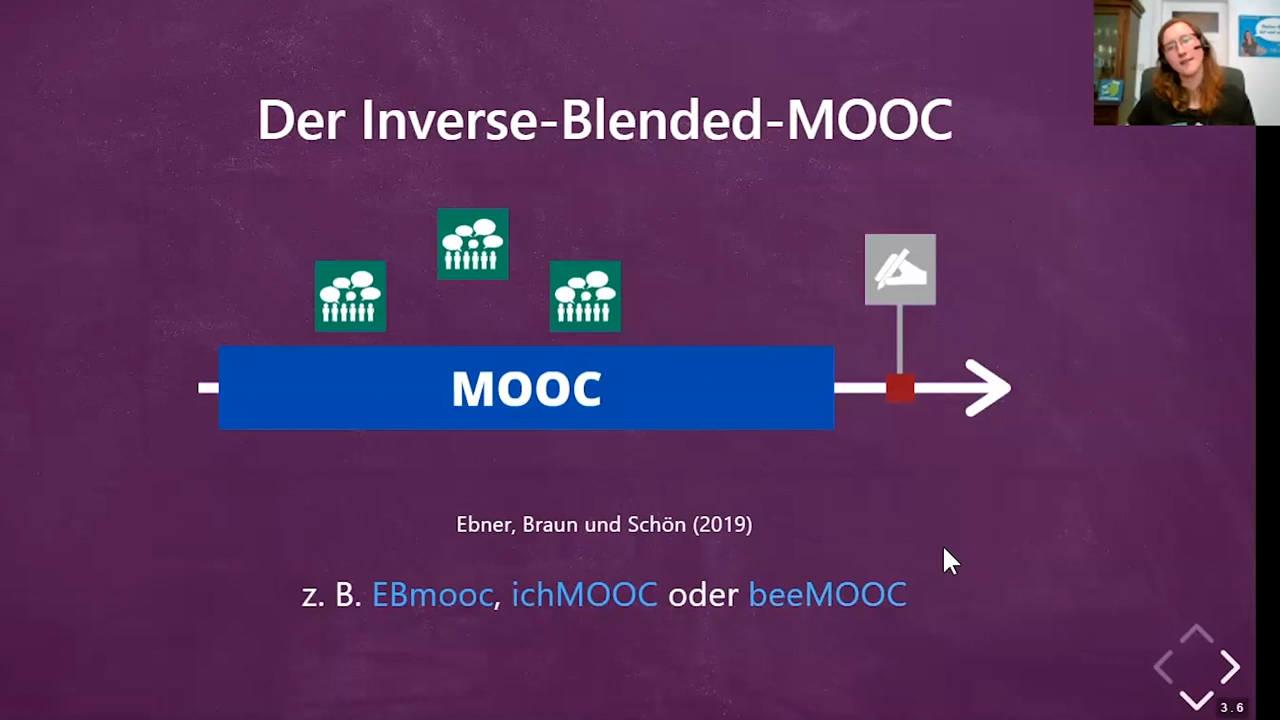 Der Inverse-Blended-MOOC
MOOC
Ebner, Braun und Schön (2019)
z. B. EBmooc, ichMOOC oder beeMOOC
3.6